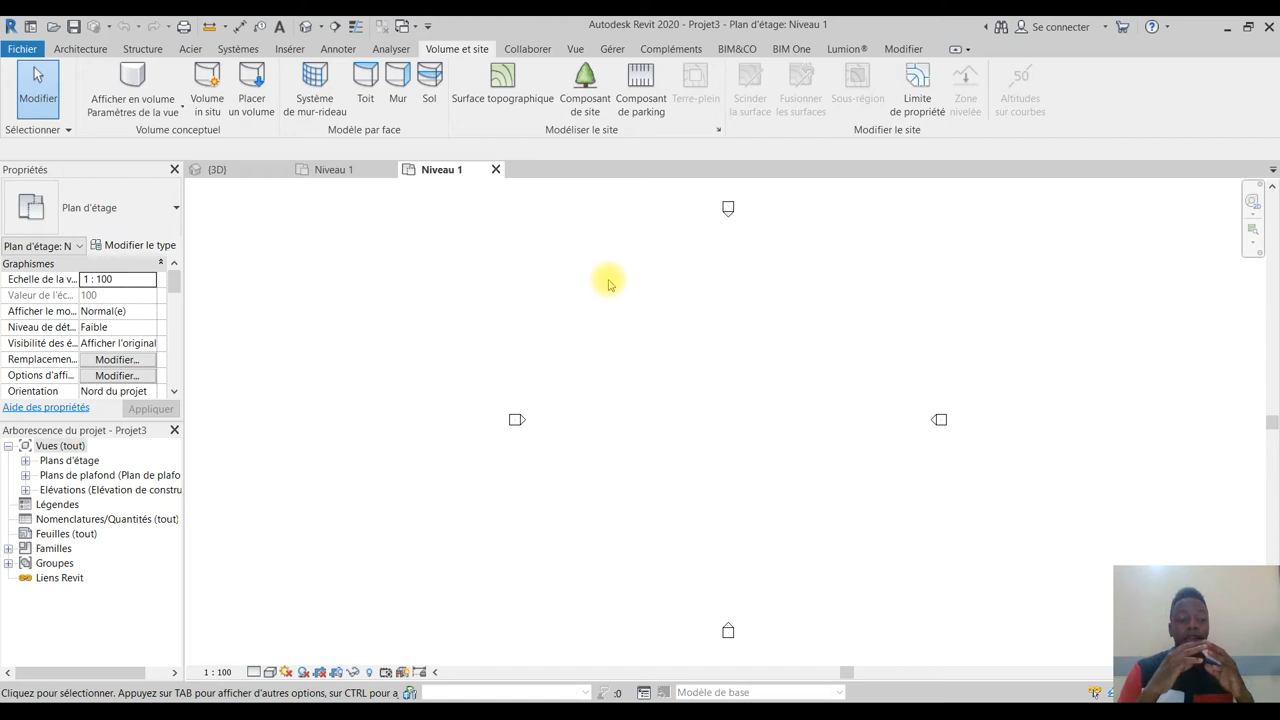 Autodesk Revit 2020 - Projet3 - Plan d'étage: Niveau 1
Se connecter
Fichier Architecture Structure Acier Systèmes Insérer Annoter Analyser Volume et site Collaborer Vue Gérer Compléments BIM&CO BIM One Lumion® Modifier
Modifier
Afficher en volume
Paramètres de la vue
Volume
in situ
Placer
un volume
Système
de mur-rideau
Toit
Mur
Sol
Surface topographique
Composant
de site
Composant
de parking
Terre-plein
Scinder
la surface
Fusionner
les surfaces
Sous-région
Limite
de propriété
Zone
nivelée
50
Altitudes
sur courbes
Sélectionner
Volume conceptuel
Modèle par face
Modéliser le site
Modifier le site
Propriétés
{3D}
Niveau 1
Niveau 1
Plan d'étage
Plan d'étage: N
Modifier le type
Graphismes
Echelle de la v... 1 : 100
Valeur de l'éc... 100
Afficher le mo... Normal(e)
Niveau de dét... Faible
Visibilité des é... Afficher l'original
Remplacemen... Modifier...
Options d'affi... Modifier...
Orientation Nord du projet
Aide des propriétés
Appliquer
Arborescence du projet - Projet3
Vues (tout)
Plans d'étage
Plans de plafond (Plan de plafo
Elévations (Elévation de constru
Légendes
Nomenclatures/Quantités (tout)
Feuilles (tout)
Familles
Groupes
Liens Revit
1 : 100
Cliquez pour sélectionner. Appuyez sur TAB pour afficher d'autres options, sur CTRL pour a
:0
Modèle de base